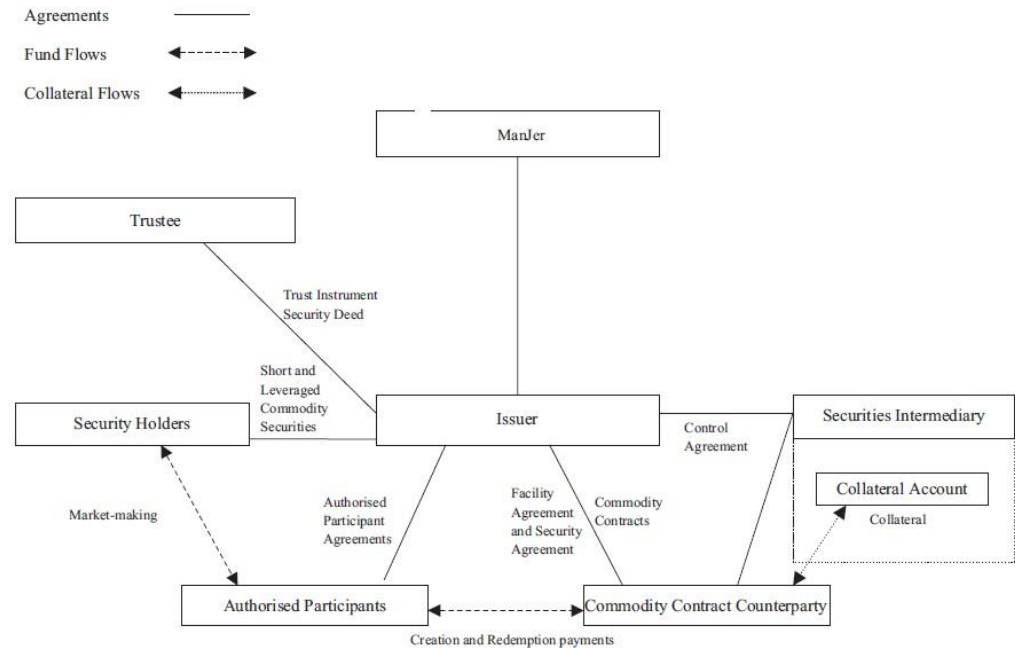 Agreements
Fund Flows
Collateral Flows
ManJer
Trustee
Trust Instrument
Security Deed
Short and
Leveraged
Commodity
Securities
Security Holders
Issuer
Securities Intermediary
Control
Agreement
Collateral Account
Collateral
Market-making
Authorised
Participant
Agreements
Facility
Agreement
and Security
Agreement
Commodity
Contracts
Authorised Participants
Commodity Contract Counterparty
Creation and Redemption payments